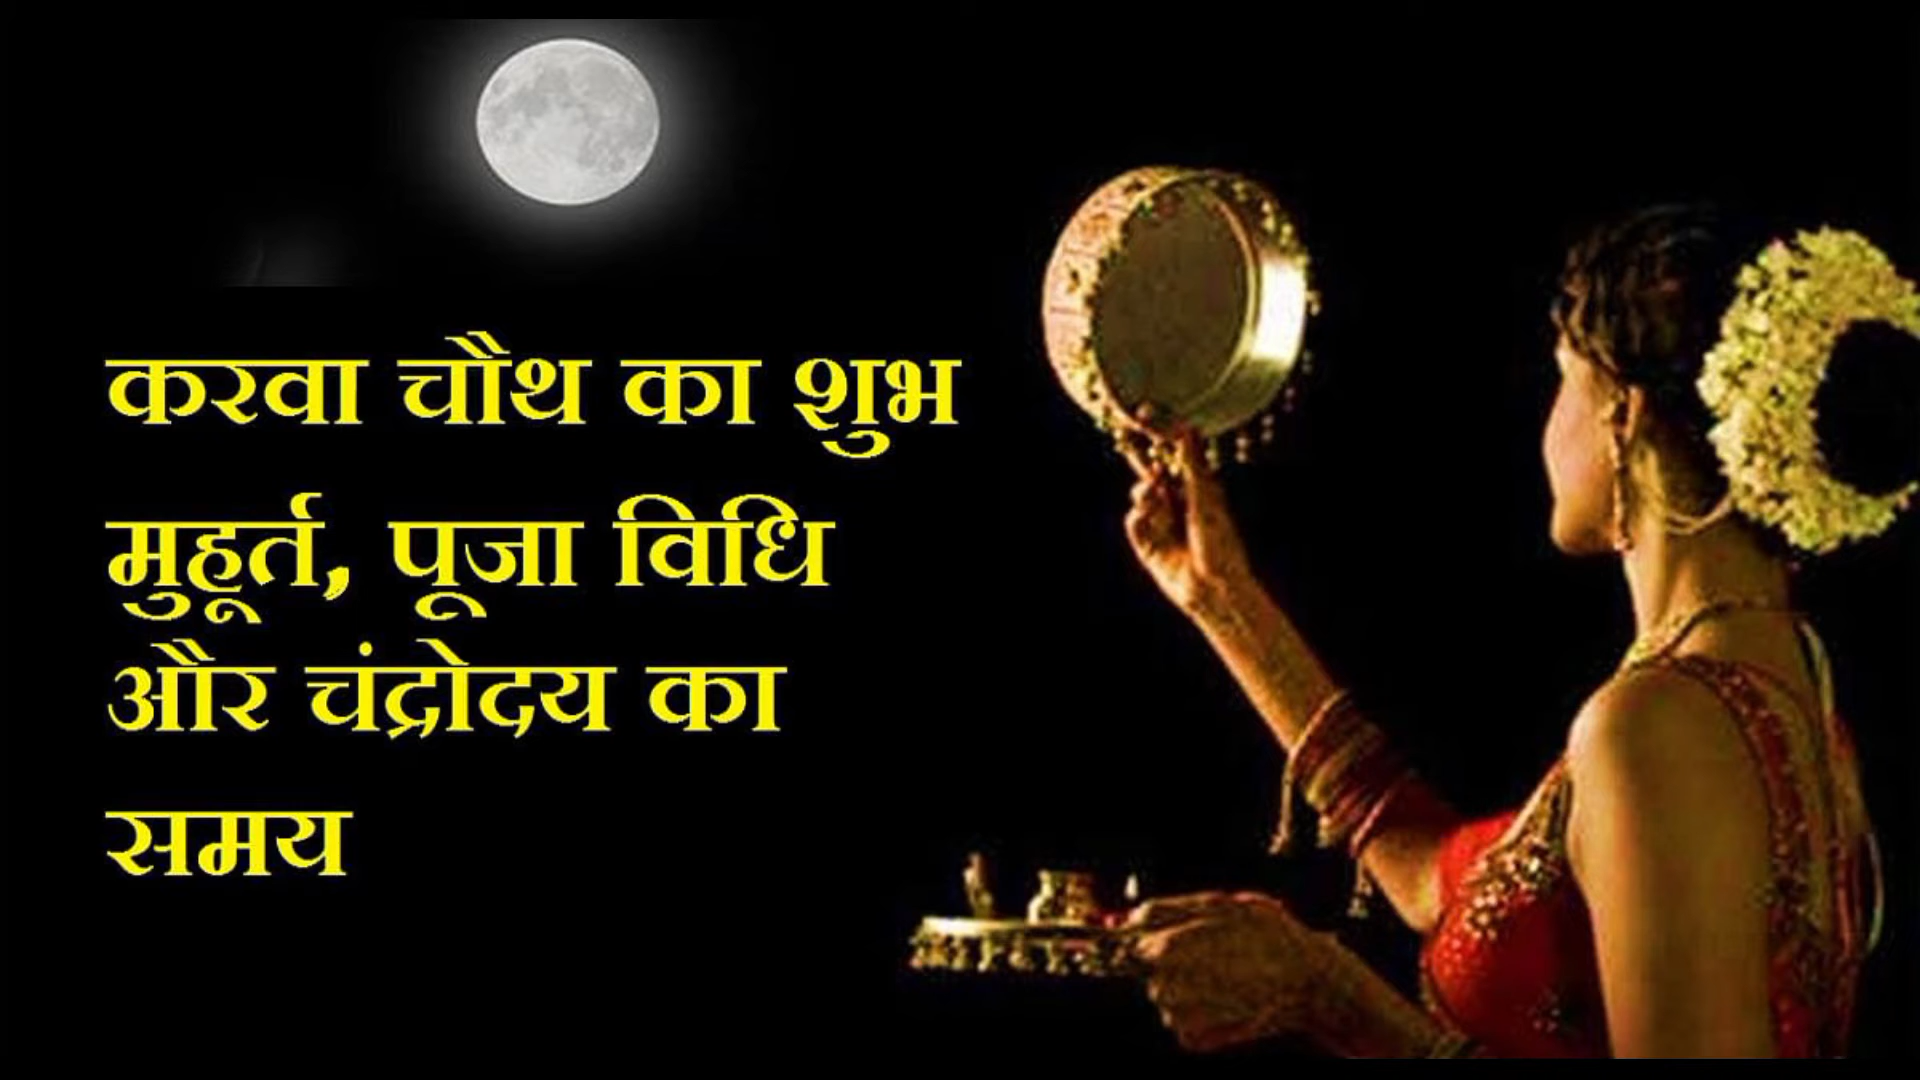 करवा चौथ का शुभ
मुहूर्त, पूजा विधि
और चंद्रोदय का
समय